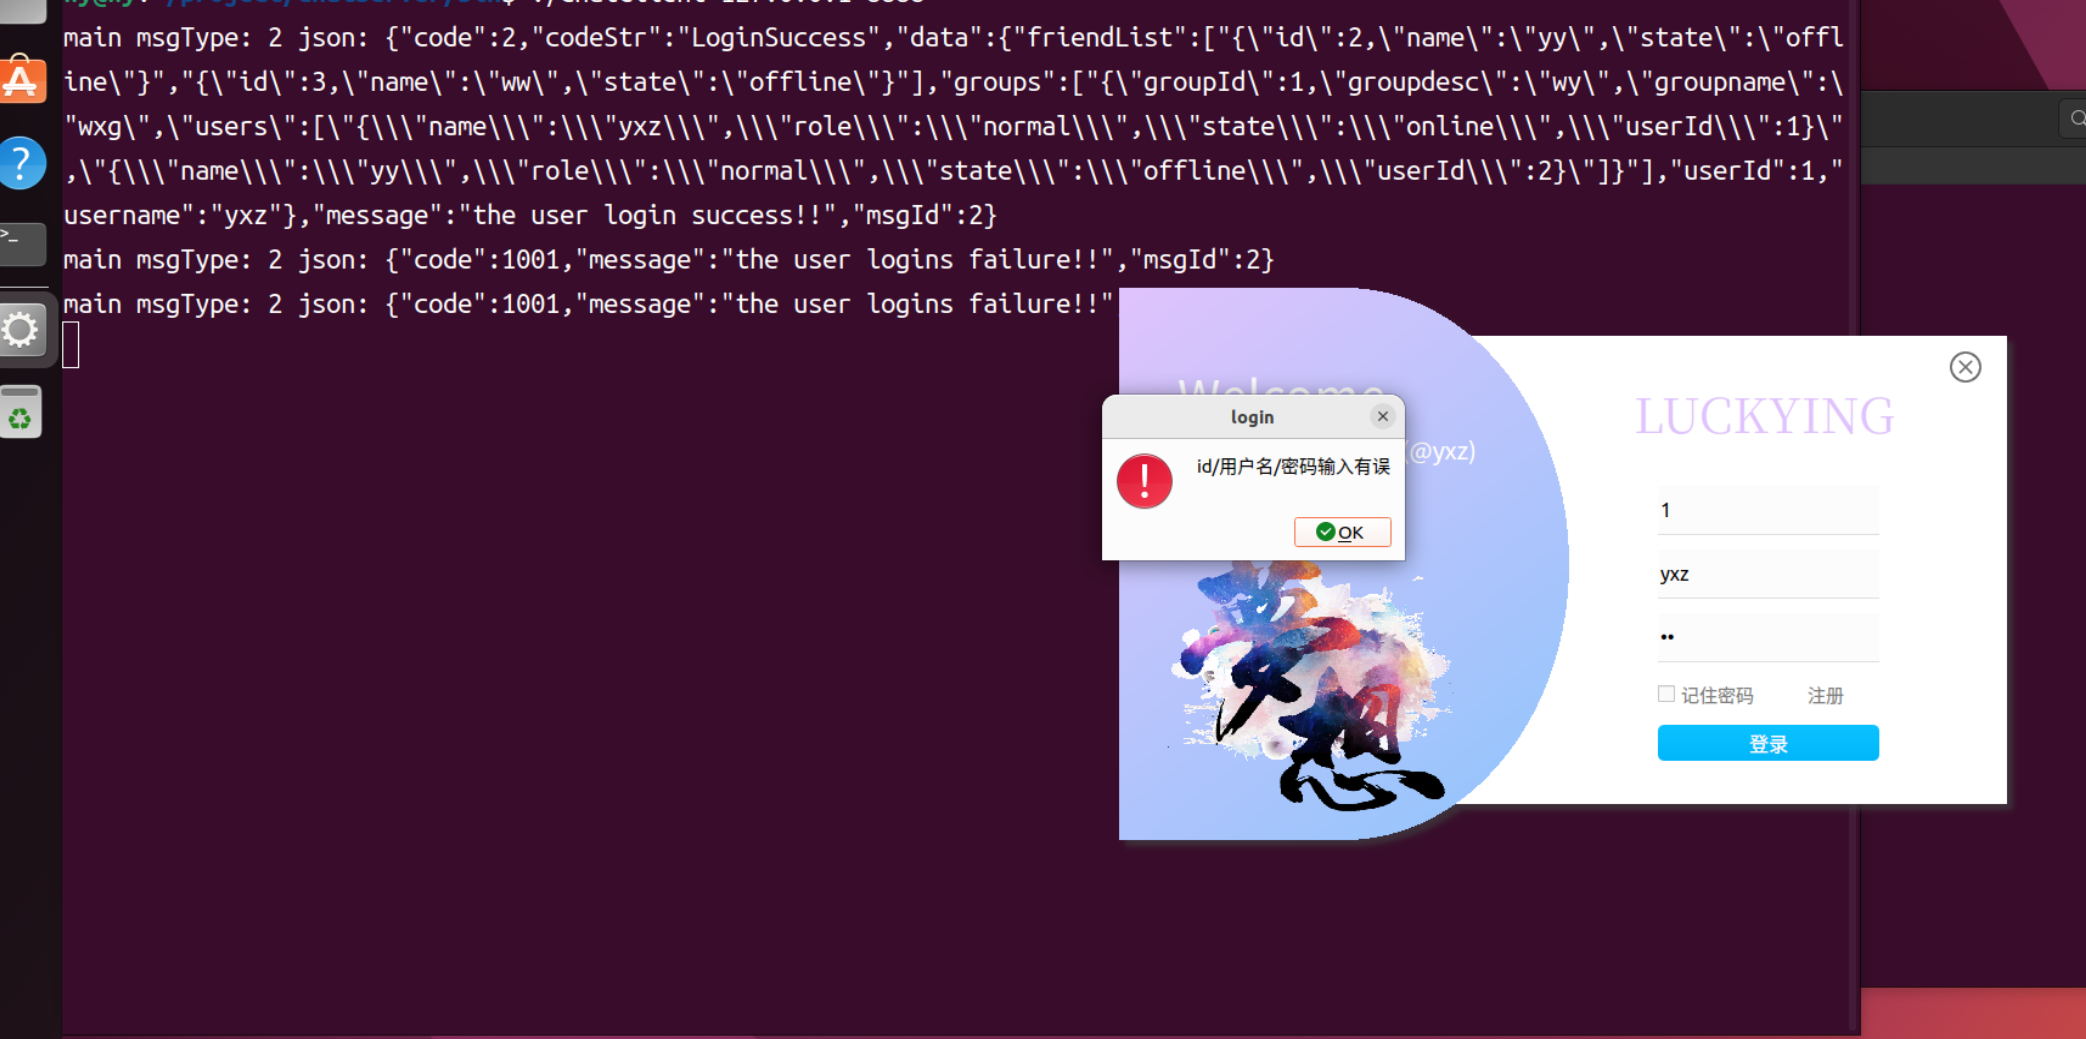 main msgType: 2 json: {"code":2,"codeStr":"LoginSuccess","data":{"friendList":["{\"id\":2,\"name\":\"yy\",\"state\":\"offl
ine\"}","{\"id\":3,\"name\":\"ww\",\"state\":\"offline\"}"],"groups":["{\"groupId\":1,\"groupdesc\":\"wy\",\"groupname\":\
"wxg\",\"users\":[\"{\\\"name\\\":\\\"yxz\\\",\\\"role\\\":\\\"normal\\\",\\\"state\\\":\\\"online\\\",\\\"userId\\\":1}\"
,\"{\\\"name\\\":\\\"yy\\\",\\\"role\\\":\\\"normal\\\",\\\"state\\\":\\\"offline\\\",\\\"userId\\\":2}\"]}"],"userId":1,"
username":"yxz"},"message":"the user login success!!","msgId":2}
main msgType: 2 json: {"code":1001,"message":"the user logins failure!!","msgId":2}
main msgType: 2 json: {"code":1001,"message":"the user logins failure!!"
Welcome
(@yxz)
login
id/用户名/密码输入有误
OK
梦想
LUCKYING
1
yxz
••
记住密码 注册
登录